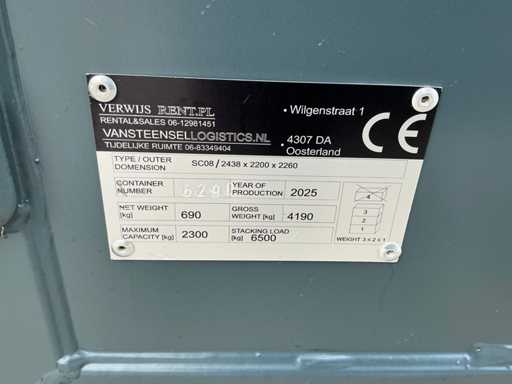 VERWIJS RENT.PL
RENTAL&SALES 06-12981451
VANSTEENSELLOGISTICS.NL
TIJDELIJKE RUIMTE 06-83349404
• Wilgenstraat 1
• 4307 DA
Oosterland
CE
TYPE / OUTER DOMENSION
SC08 / 2438 x 2200 x 2260
CONTAINER NUMBER
YEAR OF PRODUCTION
2025
NET WEIGHT [kg]
690
GROSS WEIGHT [kg]
4190
MAXIMUM CAPACITY [kg]
2300
STACKING LOAD [kg]
6500
4
3
2
1
WEIGHT 3 ≤ 2 ≤ 1